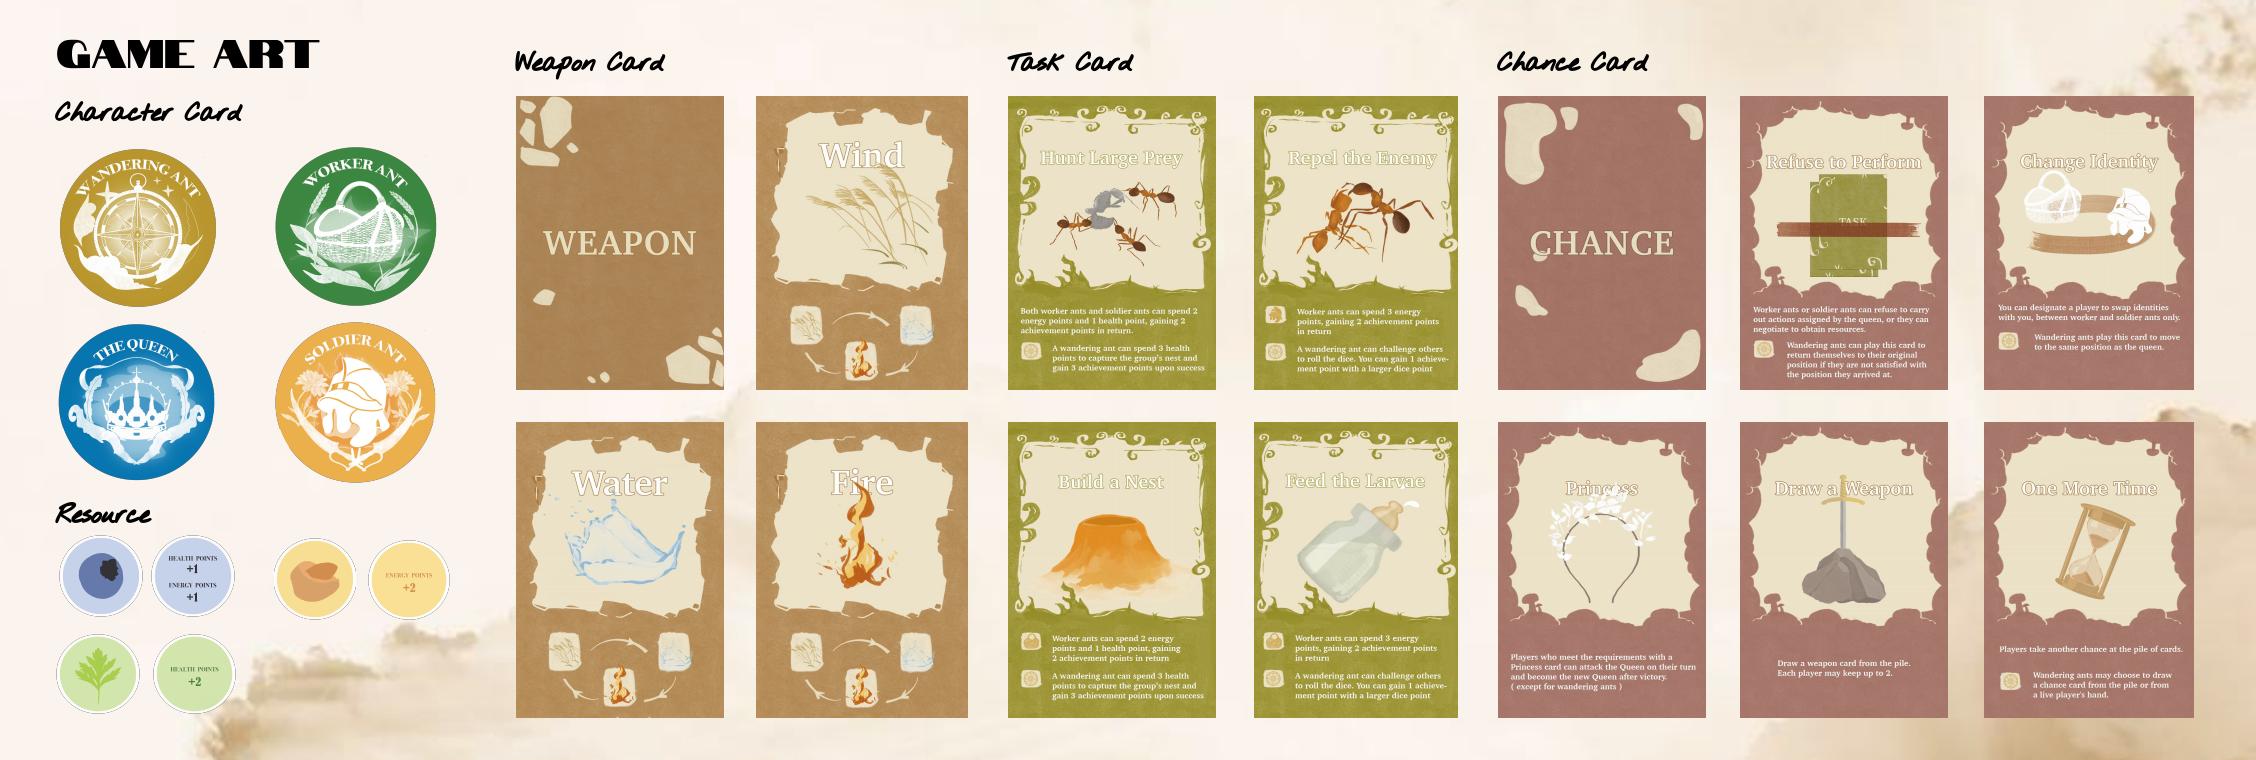 GAME ART
Character Card
WANDERING ANT
WORKER ANT
THE QUEEN
SOLDIER ANT
Resource
HEALTH POINTS
+1
ENERGY POINTS
+1
ENERGY POINTS
+2
HEALTH POINTS
+2
Weapon Card
WEAPON
Wind
Water
Fire
Task Card
Hunt Large Prey
Both worker ants and soldier ants can spend 2
energy points and 1 health point, gaining 2
achievement points in return.
A wandering ant can spend 3 health
points to capture the group's nest and
gain 3 achievement points upon success
Repel the Enemy
Worker ants can spend 3 energy
points, gaining 2 achievement points
in return
A wandering ant can challenge others
to roll the dice. You can gain 1 achieve-
ment point with a larger dice point
Build a Nest
Worker ants can spend 2 energy
points and 1 health point, gaining
2 achievement points in return
A wandering ant can spend 3 health
points to capture the group's nest and
gain 3 achievement points upon success
Feed the Larvae
Worker ants can spend 3 energy
points, gaining 2 achievement points
in return
A wandering ant can challenge others
to roll the dice. You can gain 1 achieve-
ment point with a larger dice point
Chance Card
CHANCE
Refuse to Perform
TASK
Worker ants or soldier ants can refuse to carry
out actions assigned by the queen, or they can
negotiate to obtain resources.
Wandering ants can play this card to
return themselves to their original
position if they are not satisfied with
the position they arrived at.
Change Identity
You can designate a player to swap identities
with you, between worker and soldier ants only.
Wandering ants play this card to move
to the same position as the queen.
Princess
Players who meet the requirements with a
Princess card can attack the Queen on their turn
and become the new Queen after victory.
( except for wandering ants )
Draw a Weapon
Draw a weapon card from the pile.
Each player may keep up to 2.
One More Time
Players take another chance at the pile of cards.
Wandering ants may choose to draw
a chance card from the pile or from
a live player's hand.